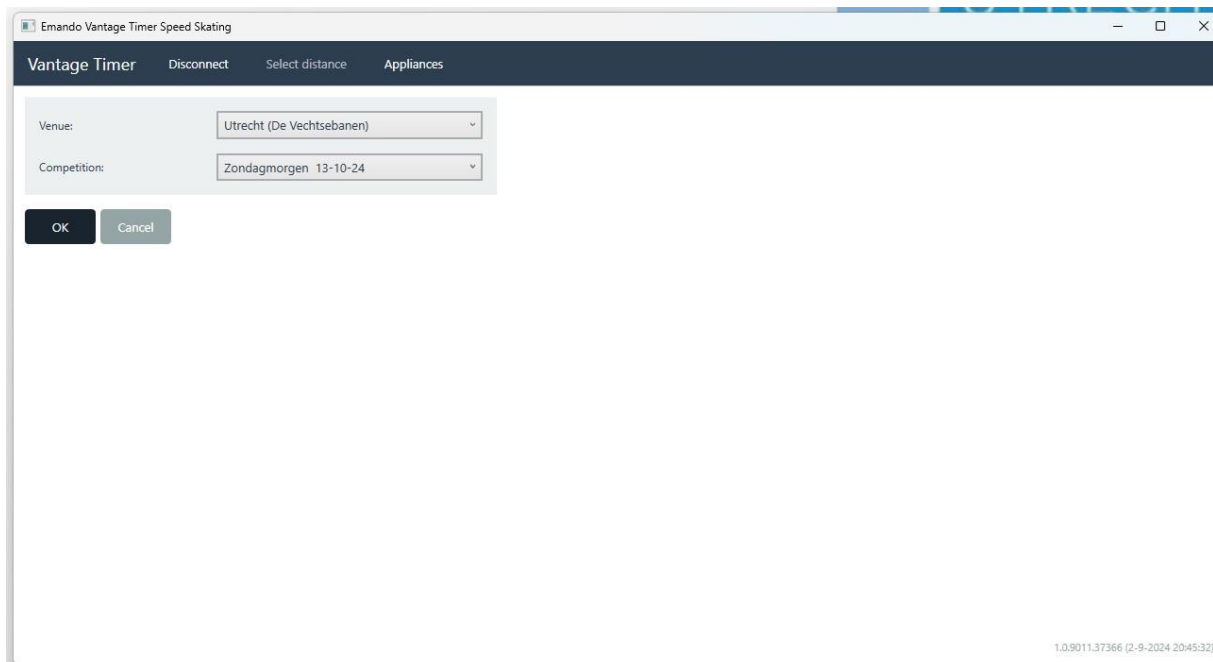 Emando Vantage Timer Speed Skating
Vantage Timer Disconnect Select distance Appliances
Venue: Utrecht (De Vechtsebanen)
Competition: Zondagmorgen 13-10-24
OK Cancel
1.0.9011.37366 (2-9-2024 20:45:32)